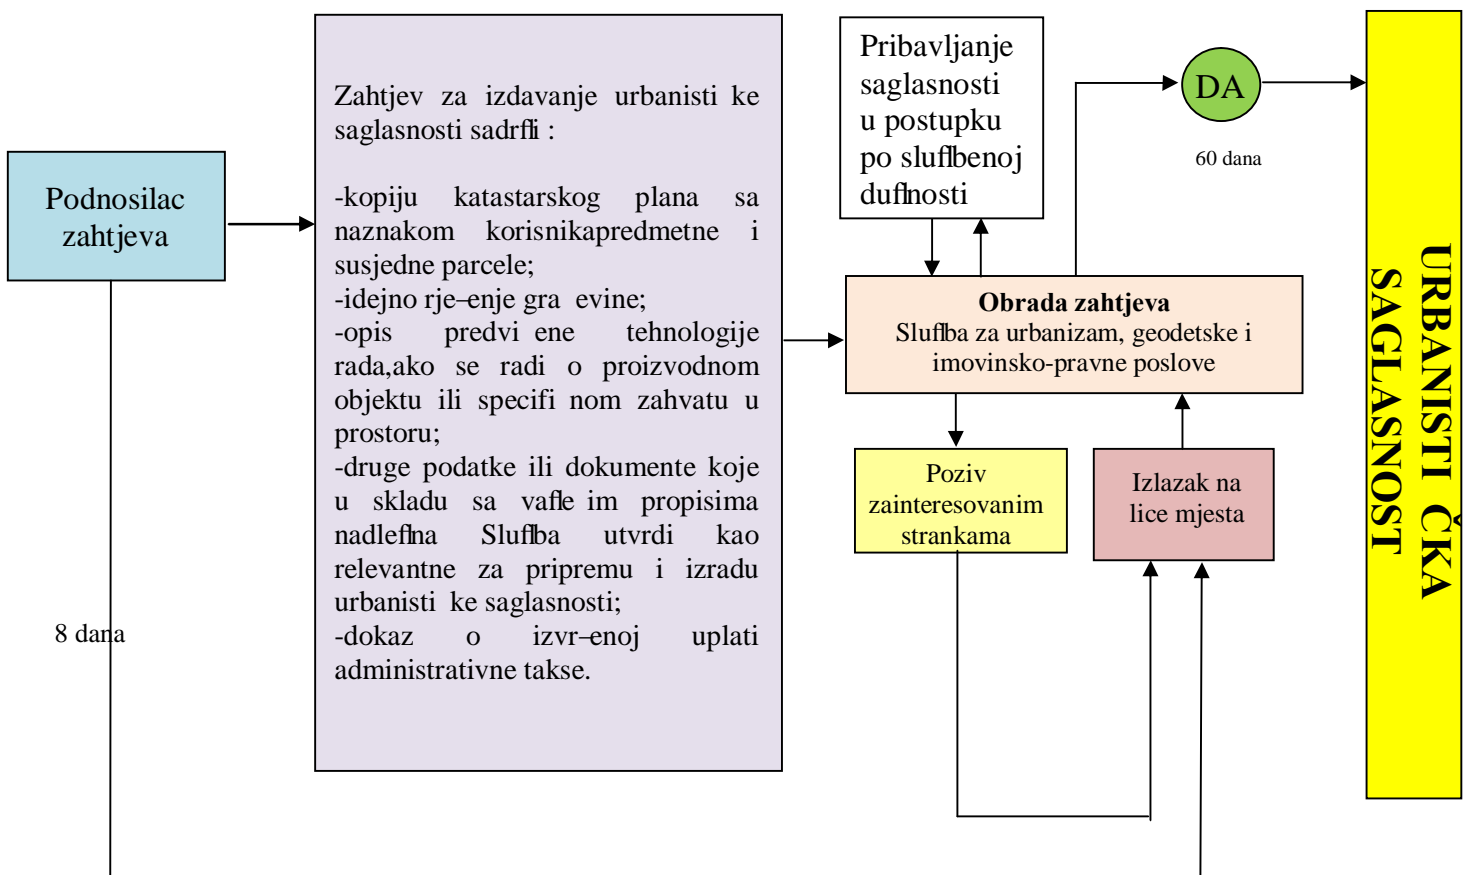 Podnosilac
zahtjeva
8 dana
Zahtjev za izdavanje urbanisti ke
saglasnosti sadrfli :
-kopiju katastarskog plana sa
naznakom korisnikapredmetne i
susjedne parcele;
-idejno rje–enje gra evine;
-opis predvi ene tehnologije
rada,ako se radi o proizvodnom
objektu ili specifi nom zahvatu u
prostoru;
-druge podatke ili dokumente koje
u skladu sa vafle im propisima
nadleflna Sluflba utvrdi kao
relevantne za pripremu i izradu
urbanisti ke saglasnosti;
-dokaz o izvr–enoj uplati
administrativne takse.
Pribavljanje
saglasnosti
u postupku
po sluflbenoj
duflnosti
Obrada zahtjeva
Sluflba za urbanizam, geodetske i
imovinsko-pravne poslove
Poziv
zainteresovanim
strankama
Izlazak na
lice mjesta
DA
60 dana
URBANISTI ČKA
SAGLASNOST